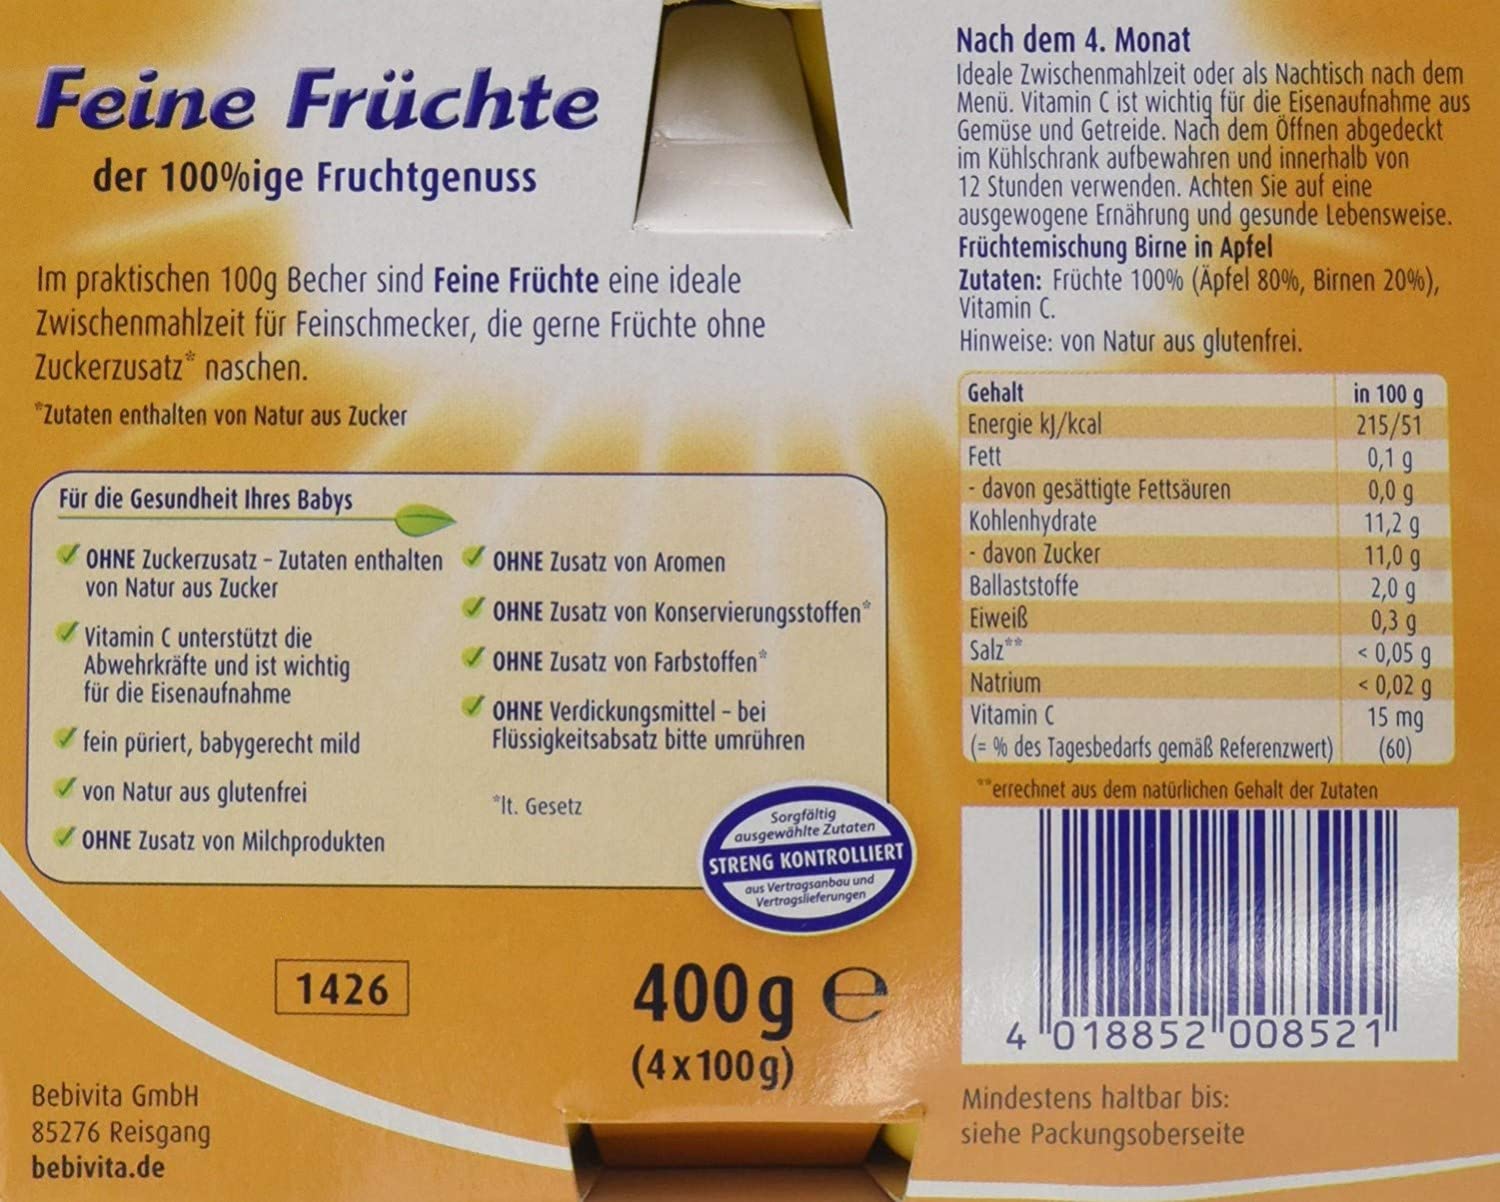 Feine Früchte
der 100%ige Fruchtgenuss
Im praktischen 100g Becher sind Feine Früchte eine ideale
Zwischenmahlzeit für Feinschmecker, die gerne Früchte ohne
Zuckerzusatz* naschen.
*Zutaten enthalten von Natur aus Zucker
Für die Gesundheit Ihres Babys
OHNE Zuckerzusatz – Zutaten enthalten
von Natur aus Zucker
Vitamin C unterstützt die
Abwehrkräfte und ist wichtig
für die Eisenaufnahme
fein püriert, babygerecht mild
von Natur aus glutenfrei
OHNE Zusatz von Milchprodukten
OHNE Zusatz von Aromen
OHNE Zusatz von Konservierungsstoffen*
OHNE Zusatz von Farbstoffen*
OHNE Verdickungsmittel – bei
Flüssigkeitsabsatz bitte umrühren
*lt. Gesetz
Sorgfältig
ausgewählte Zutaten
STRENG KONTROLLIERT
aus Vertragsanbau und
Vertragslieferungen
1426
400g e
(4x100g)
Bebivita GmbH
85276 Reisgang
bebivita.de
Nach dem 4. Monat
Ideale Zwischenmahlzeit oder als Nachtisch nach dem
Menü. Vitamin C ist wichtig für die Eisenaufnahme aus
Gemüse und Getreide. Nach dem Öffnen abgedeckt
im Kühlschrank aufbewahren und innerhalb von
12 Stunden verwenden. Achten Sie auf eine
ausgewogene Ernährung und gesunde Lebensweise.
Früchtemischung Birne in Apfel
Zutaten: Früchte 100% (Äpfel 80%, Birnen 20%),
Vitamin C.
Hinweise: von Natur aus glutenfrei.
Gehalt in 100 g
Energie kJ/kcal 215/51
Fett 0,1 g
- davon gesättigte Fettsäuren 0,0 g
Kohlenhydrate 11,2 g
- davon Zucker 11,0 g
Ballaststoffe 2,0 g
Eiweiß 0,3 g
Salz** < 0,05 g
Natrium < 0,02 g
Vitamin C 15 mg
(= % des Tagesbedarfs gemäß Referenzwert) (60)
**errechnet aus dem natürlichen Gehalt der Zutaten
4 018852 008521
Mindestens haltbar bis:
siehe Packungsoberseite